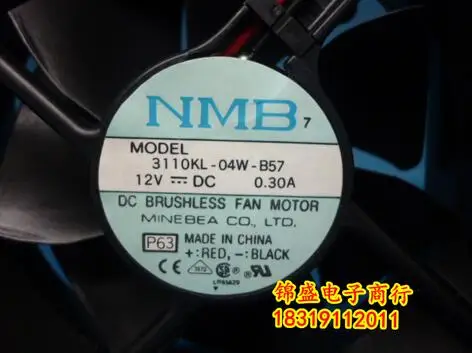 NMB 7
MODEL
3110KL-04W-B57
12V ⎓ DC 0.30A
DC BRUSHLESS FAN MOTOR
MINEBEA CO., LTD.
P63 MADE IN CHINA
+:RED, -:BLACK
锦盛电子商行
18319112011